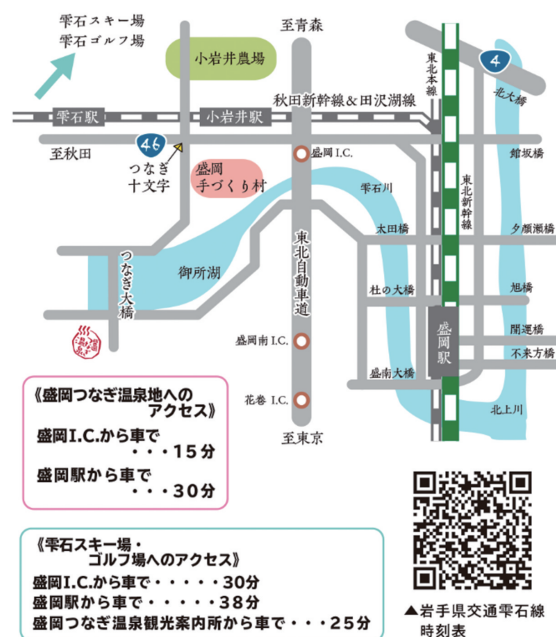 雫石スキー場
雫石ゴルフ場
至青森
小岩井農場
4
東北本線
北大橋
秋田新幹線&田沢湖線
雫石駅
小岩井駅
至秋田
46
つなぎ
十文字
盛岡
手づくり村
盛岡 I.C.
館坂橋
雫石川
東北新幹線
太田橋
夕顔瀬橋
つなぎ大橋
御所湖
東北自動車道
杜の大橋
旭橋
盛岡駅
開運橋
盛岡南 I.C.
不来方橋
盛南大橋
花巻 I.C.
北上川
至東京
《盛岡つなぎ温泉地への
アクセス》
盛岡I.C.から車で
・・・15分
盛岡駅から車で
・・・30分
《雫石スキー場・
ゴルフ場へのアクセス》
盛岡I.C.から車で・・・・・30分
盛岡駅から車で・・・・・38分
盛岡つなぎ温泉観光案内所から車で・・・25分
▲岩手県交通雫石線
時刻表